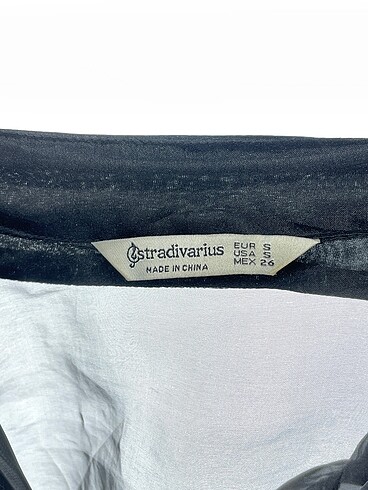 stradivarius
MADE IN CHINA
EUR S
USA S
MEX 26